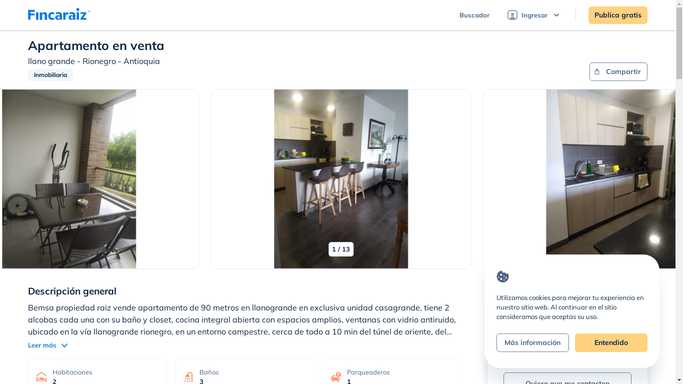 Fincaraiz
Buscador
Ingresar
Publica gratis
Apartamento en venta
llano grande - Rionegro - Antioquia
Inmobiliaria
Compartir
1 / 13
Descripción general
Bemsa propiedad raiz vende apartamento de 90 metros en llanogrande en exclusiva unidad casagrande, tiene 2
alcobas cada una con su baño y closet, cocina integral abierta con espacios amplios, ventanas con vidrio antiruido,
ubicado en la vía llanogrande rionegro, en un entorno campestre, cerca de todo a 10 min del túnel de oriente, del...
Leer más
Habitaciones
2
Baños
3
Parqueaderos
1
Utilizamos cookies para mejorar tu experiencia en
nuestro sitio web. Al continuar en el sitio
consideramos que aceptas su uso.
Más información
Entendido
Quiero que me contacten